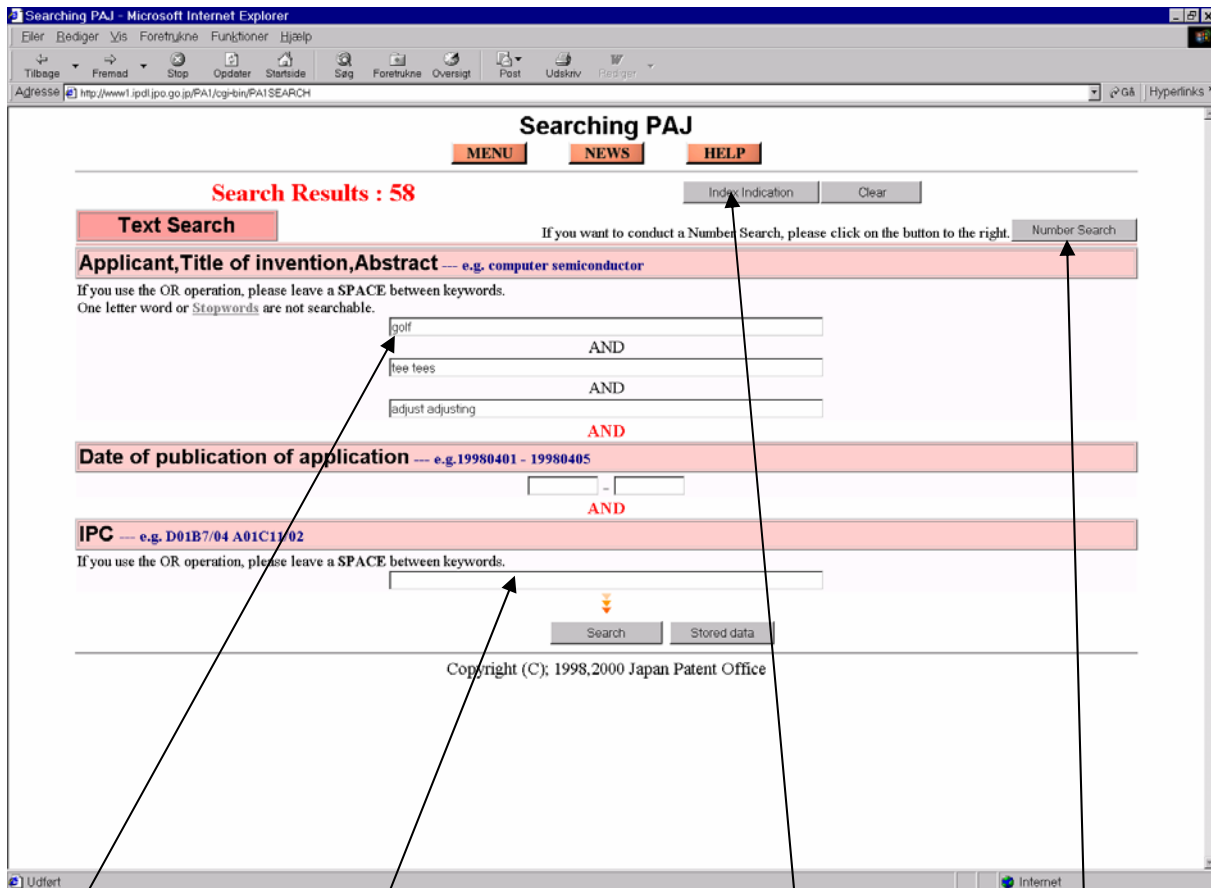 Searching PAJ - Microsoft Internet Explorer
Filer Rediger Vis Foretrukne Funktioner Hjælp
Tilbage Fremad Stop Opdater Startside Søg Foretrukne Oversigt Post Udskriv Rediger
Adresse http://www1.ipdl.jpo.go.jp/PA1/cgi-bin/PA1SEARCH Gå Hyperlinks
Searching PAJ
MENU NEWS HELP
Search Results : 58 Index Indication Clear
Text Search If you want to conduct a Number Search, please click on the button to the right. Number Search
Applicant,Title of invention,Abstract --- e.g. computer semiconductor
If you use the OR operation, please leave a SPACE between keywords.
One letter word or Stopwords are not searchable.
golf
AND
tee tees
AND
adjust adjusting
AND
Date of publication of application --- e.g.19980401 - 19980405
-
AND
IPC --- e.g. D01B7/04 A01C11/02
If you use the OR operation, please leave a SPACE between keywords.
Search Stored data
Copyright (C); 1998,2000 Japan Patent Office
Udført Internet